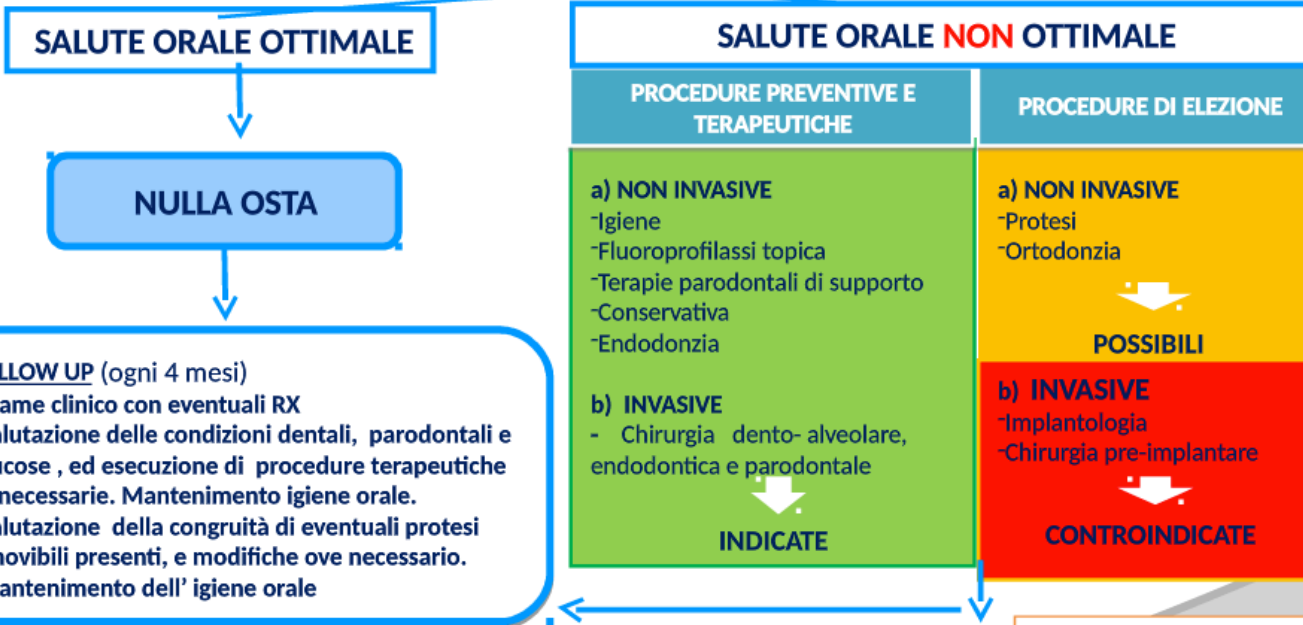 SALUTE ORALE OTTIMALE
NULLA OSTA
LLOW UP (ogni 4 mesi)
ame clinico con eventuali RX
lutazione delle condizioni dentali, parodontali e
cose , ed esecuzione di procedure terapeutiche
necessarie. Mantenimento igiene orale.
lutazione della congruità di eventuali protesi
ovibili presenti, e modifiche ove necessario.
antenimento dell' igiene orale
SALUTE ORALE NON OTTIMALE
PROCEDURE PREVENTIVE E
TERAPEUTICHE
a) NON INVASIVE
-Igiene
-Fluoroprofilassi topica
-Terapie parodontali di supporto
-Conservativa
-Endodonzia
b) INVASIVE
- Chirurgia dento- alveolare,
endodontica e parodontale
INDICATE
PROCEDURE DI ELEZIONE
a) NON INVASIVE
-Protesi
-Ortodonzia
POSSIBILI
b) INVASIVE
-Implantologia
-Chirurgia pre-implantare
CONTROINDICATE